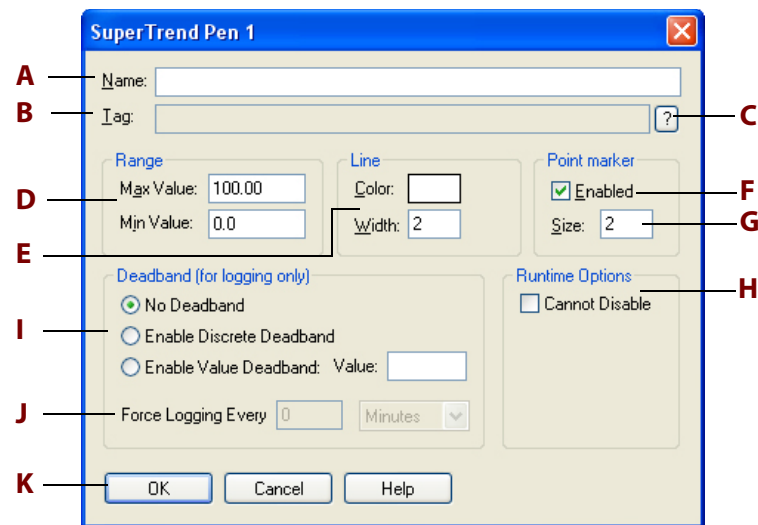 SuperTrend Pen 1
A Name:
B Tag: ? C
Range Line Point marker
D Max Value: 100.00 Color: Enabled F
Min Value: 0.0 Width: 2 Size: 2 G
E
Deadband (for logging only) Runtime Options
No Deadband Cannot Disable H
I Enable Discrete Deadband
Enable Value Deadband: Value:
J Force Logging Every 0 Minutes
K OK Cancel Help